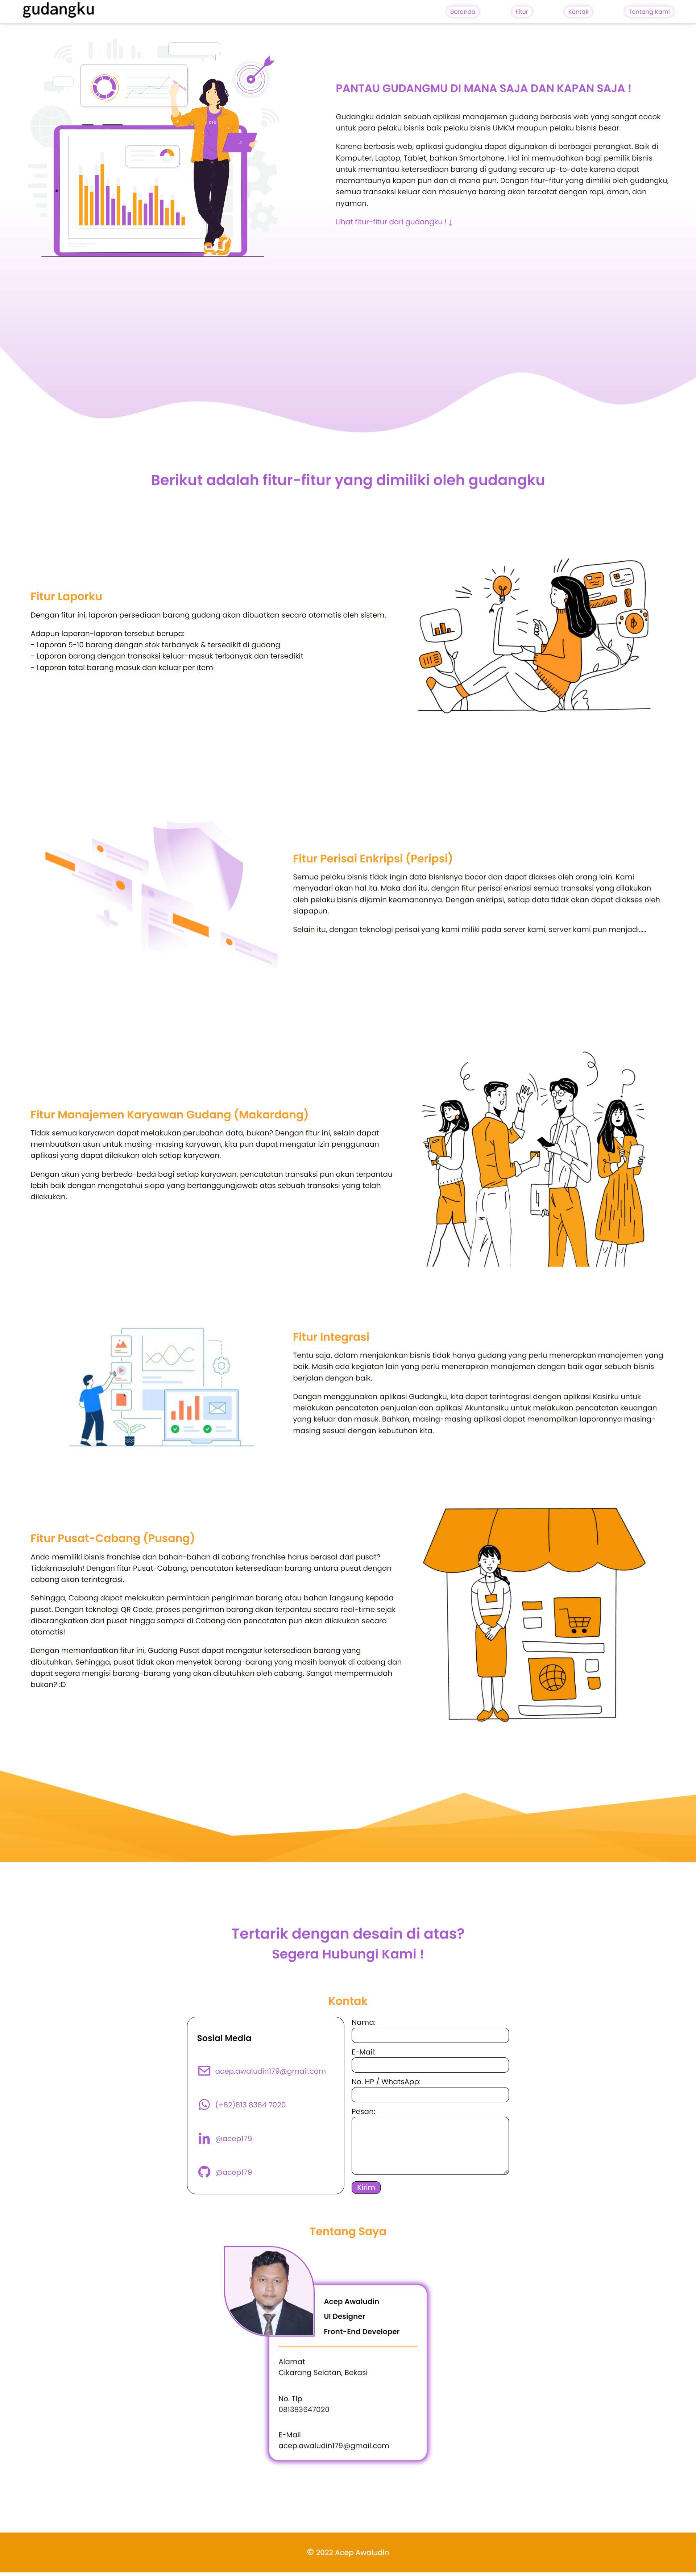 gudangku
Beranda
Fitur
Kontak
Tentang Kami
PANTAU GUDANGMU DI MANA SAJA DAN KAPAN SAJA !
Gudangku adalah sebuah aplikasi manajemen gudang berbasis web yang sangat cocok
untuk para pelaku bisnis baik pelaku bisnis UMKM maupun pelaku bisnis besar.
Karena berbasis web, aplikasi gudangku dapat digunakan di berbagai perangkat. Baik di
Komputer, Laptop, Tablet, bahkan Smartphone. Hal ini memudahkan bagi pemilik bisnis
untuk memantau ketersediaan barang di gudang secara up-to-date karena dapat
memantaunya kapan pun dan di mana pun. Dengan fitur-fitur yang dimiliki oleh gudangku,
semua transaksi keluar dan masuknya barang akan tercatat dengan rapi, aman, dan
nyaman.
Lihat fitur-fitur dari gudangku ! ↓
Berikut adalah fitur-fitur yang dimiliki oleh gudangku
Fitur Laporku
Dengan fitur ini, laporan persediaan barang gudang akan dibuatkan secara otomatis oleh sistem.
Adapun laporan-laporan tersebut berupa:
- Laporan 5-10 barang dengan stok terbanyak & tersedikit di gudang
- Laporan barang dengan transaksi keluar-masuk terbanyak dan tersedikit
- Laporan total barang masuk dan keluar per item
Fitur Perisai Enkripsi (Peripsi)
Semua pelaku bisnis tidak ingin data bisnisnya bocor dan dapat diakses oleh orang lain. Kami
menyadari akan hal itu. Maka dari itu, dengan fitur perisai enkripsi semua transaksi yang dilakukan
oleh pelaku bisnis dijamin keamanannya. Dengan enkripsi, setiap data tidak akan dapat diakses oleh
siapapun.
Selain itu, dengan teknologi perisai yang kami miliki pada server kami, server kami pun menjadi.....
Fitur Manajemen Karyawan Gudang (Makardang)
Tidak semua karyawan dapat melakukan perubahan data, bukan? Dengan fitur ini, selain dapat
membuatkan akun untuk masing-masing karyawan, kita pun dapat mengatur izin penggunaan
aplikasi yang dapat dilakukan oleh setiap karyawan.
Dengan akun yang berbeda-beda bagi setiap karyawan, pencatatan transaksi pun akan terpantau
lebih baik dengan mengetahui siapa yang bertanggungjawab atas sebuah transaksi yang telah
dilakukan.
Fitur Integrasi
Tentu saja, dalam menjalankan bisnis tidak hanya gudang yang perlu menerapkan manajemen yang
baik. Masih ada kegiatan lain yang perlu menerapkan manajemen dengan baik agar sebuah bisnis
berjalan dengan baik.
Dengan menggunakan aplikasi Gudangku, kita dapat terintegrasi dengan aplikasi Kasirku untuk
melakukan pencatatan penjualan dan aplikasi Akuntansiku untuk melakukan pencatatan keuangan
yang keluar dan masuk. Bahkan, masing-masing aplikasi dapat menampilkan laporannya masing-
masing sesuai dengan kebutuhan kita.
Fitur Pusat-Cabang (Pusang)
Anda memiliki bisnis franchise dan bahan-bahan di cabang franchise harus berasal dari pusat?
Tidakmasalah! Dengan fitur Pusat-Cabang, pencatatan ketersediaan barang antara pusat dengan
cabang akan terintegrasi.
Sehingga, Cabang dapat melakukan permintaan pengiriman barang atau bahan langsung kepada
pusat. Dengan teknologi QR Code, proses pengiriman barang akan terpantau secara real-time sejak
diberangkatkan dari pusat hingga sampai di Cabang dan pencatatan pun akan dilakukan secara
otomatis!
Dengan memanfaatkan fitur ini, Gudang Pusat dapat mengatur ketersediaan barang yang
dibutuhkan. Sehingga, pusat tidak akan menyetok barang-barang yang masih banyak di cabang dan
dapat segera mengisi barang-barang yang akan dibutuhkan oleh cabang. Sangat mempermudah
bukan? :D
Tertarik dengan desain di atas?
Segera Hubungi Kami !
Kontak
Sosial Media
acep.awaludin179@gmail.com
(+62)813 8364 7020
@acep179
@acep179
Nama:
E-Mail:
No. HP / WhatsApp:
Pesan:
Kirim
Tentang Saya
Acep Awaludin
UI Designer
Front-End Developer
Alamat
Cikarang Selatan, Bekasi
No. Tlp
081383647020
E-Mail
acep.awaludin179@gmail.com
© 2022 Acep Awaludin